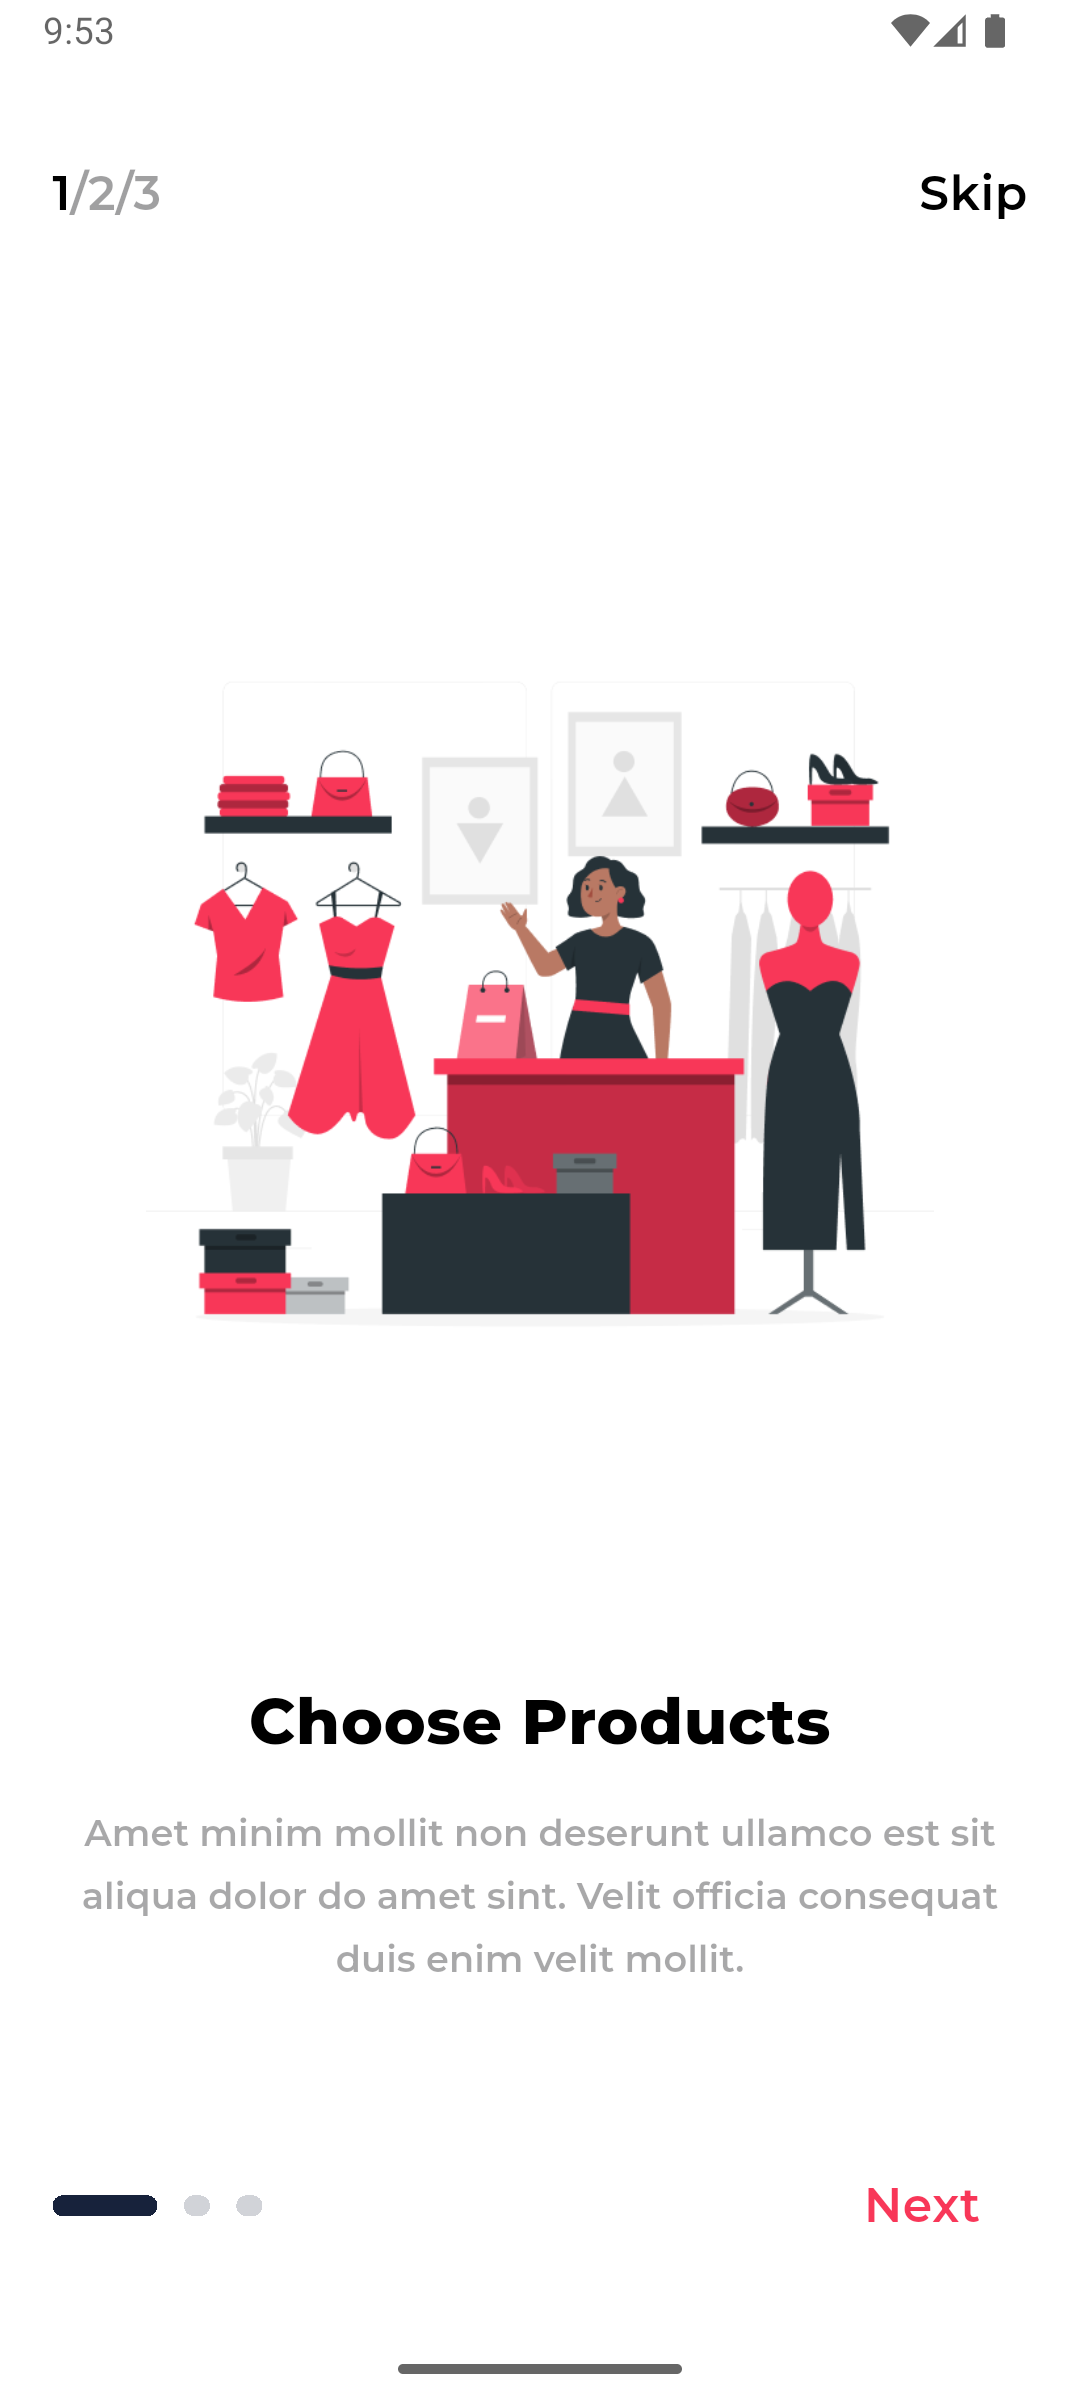 9:53
1/2/3
Skip
Choose Products
Amet minim mollit non deserunt ullamco est sit
aliqua dolor do amet sint. Velit officia consequat
duis enim velit mollit.
Next